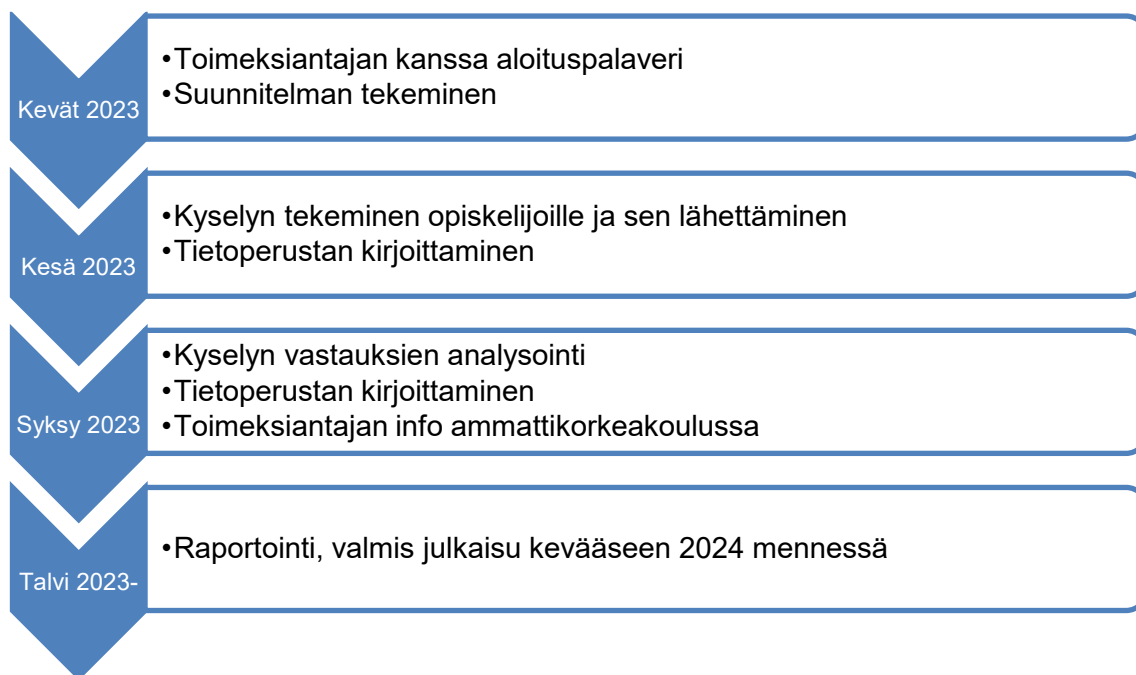 Kevät 2023
•Toimeksiantajan kanssa aloituspalaveri
•Suunnitelman tekeminen
Kesä 2023
•Kyselyn tekeminen opiskelijoille ja sen lähettäminen
•Tietoperustan kirjoittaminen
Syksy 2023
•Kyselyn vastauksien analysointi
•Tietoperustan kirjoittaminen
•Toimeksiantajan info ammattikorkeakoulussa
Talvi 2023-
•Raportointi, valmis julkaisu kevääseen 2024 mennessä